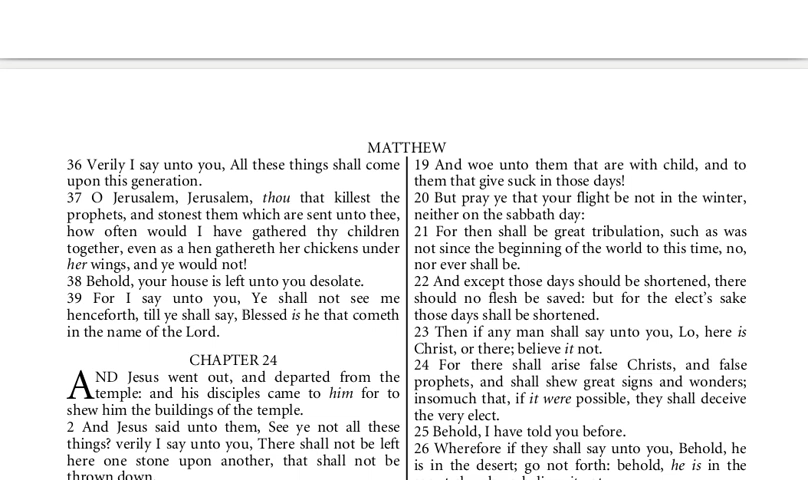 MATTHEW
36 Verily I say unto you, All these things shall come
upon this generation.
37 O Jerusalem, Jerusalem, thou that killest the
prophets, and stonest them which are sent unto thee,
how often would I have gathered thy children
together, even as a hen gathereth her chickens under
her wings, and ye would not!
38 Behold, your house is left unto you desolate.
39 For I say unto you, Ye shall not see me
henceforth, till ye shall say, Blessed is he that cometh
in the name of the Lord.
CHAPTER 24
AND Jesus went out, and departed from the
temple: and his disciples came to him for to
shew him the buildings of the temple.
2 And Jesus said unto them, See ye not all these
things? verily I say unto you, There shall not be left
here one stone upon another, that shall not be
thrown down.
19 And woe unto them that are with child, and to
them that give suck in those days!
20 But pray ye that your flight be not in the winter,
neither on the sabbath day:
21 For then shall be great tribulation, such as was
not since the beginning of the world to this time, no,
nor ever shall be.
22 And except those days should be shortened, there
should no flesh be saved: but for the elect's sake
those days shall be shortened.
23 Then if any man shall say unto you, Lo, here is
Christ, or there; believe it not.
24 For there shall arise false Christs, and false
prophets, and shall shew great signs and wonders;
insomuch that, if it were possible, they shall deceive
the very elect.
25 Behold, I have told you before.
26 Wherefore if they shall say unto you, Behold, he
is in the desert; go not forth: behold, he is in the